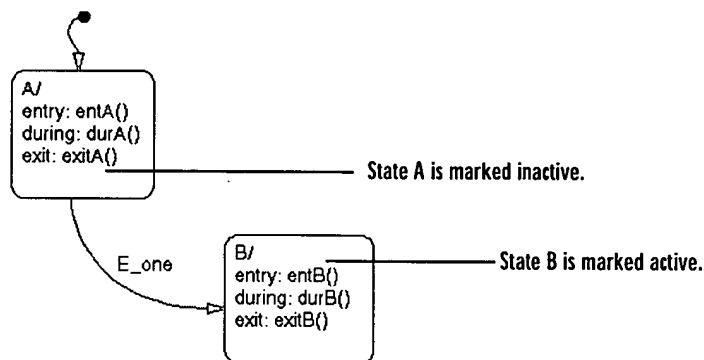 A/
entry: entA()
during: durA()
exit: exitA()
State A is marked inactive.
E_one
B/
entry: entB()
during: durB()
exit: exitB()
State B is marked active.